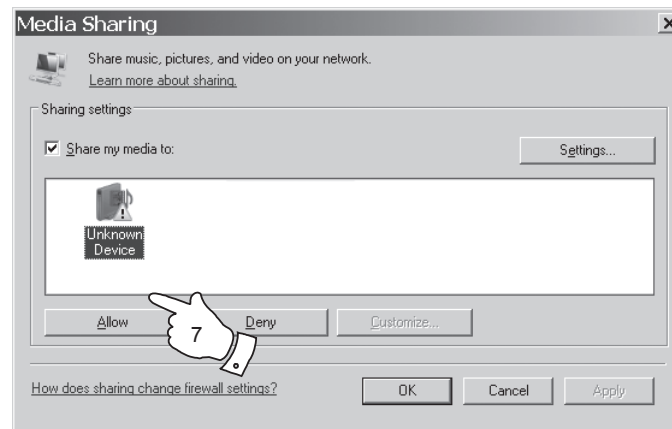 Media Sharing
Share music, pictures, and video on your network.
Learn more about sharing.
Sharing settings
Share my media to:
Settings...
Unknown
Device
Allow
7
Deny
Customize...
How does sharing change firewall settings?
OK
Cancel
Apply